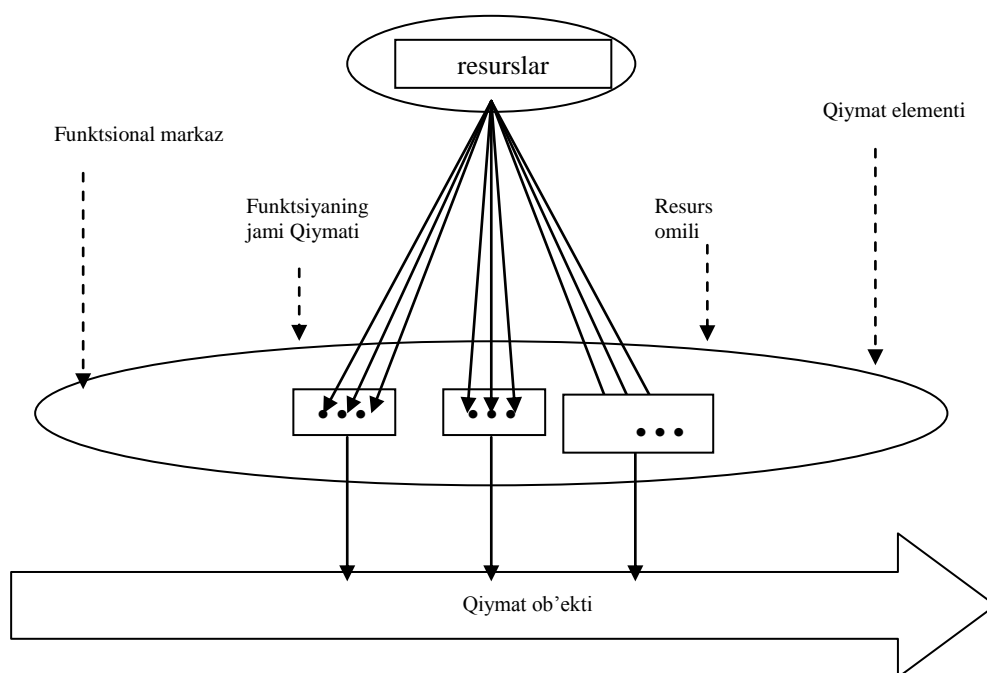 resurslar
Funktsional markaz
Qiymat elementi
Funktsiyaning
jami Qiymati
Resurs
omili
Qiymat ob’ekti